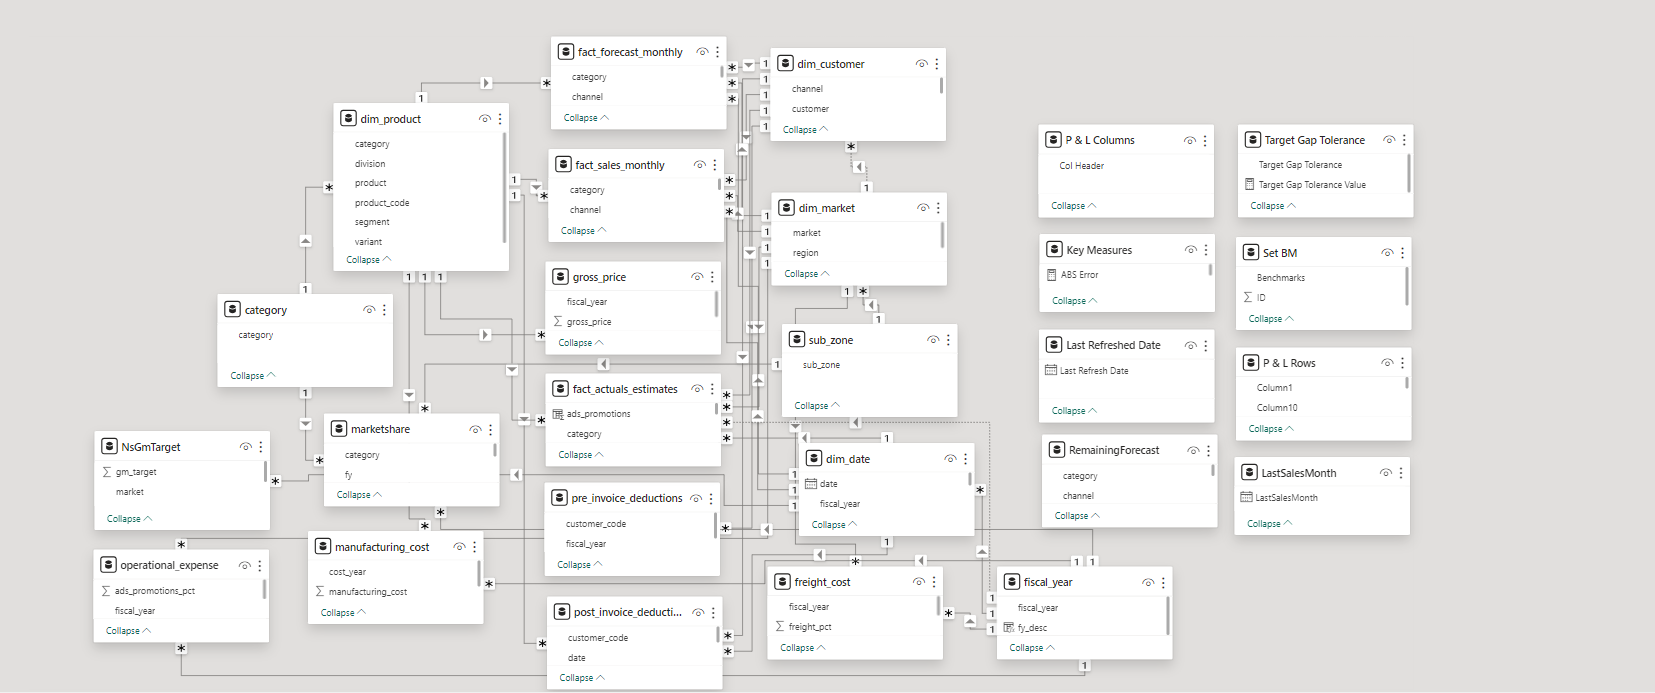 fact_forecast_monthly
category
channel
Collapse
dim_customer
channel
customer
Collapse
dim_product
category
division
product
product_code
segment
variant
Collapse
fact_sales_monthly
category
channel
Collapse
dim_market
market
region
Collapse
P & L Columns
Col Header
Collapse
Target Gap Tolerance
Target Gap Tolerance
Target Gap Tolerance Value
Collapse
gross_price
fiscal_year
gross_price
Collapse
Key Measures
ABS Error
Collapse
Set BM
Benchmarks
ID
Collapse
category
category
Collapse
sub_zone
sub_zone
Collapse
Last Refreshed Date
Last Refresh Date
Collapse
P & L Rows
Column1
Column10
Collapse
fact_actuals_estimates
ads_promotions
category
Collapse
marketshare
category
fy
Collapse
NsGmTarget
gm_target
market
Collapse
dim_date
date
fiscal_year
Collapse
RemainingForecast
category
channel
Collapse
LastSalesMonth
LastSalesMonth
Collapse
pre_invoice_deductions
customer_code
fiscal_year
Collapse
manufacturing_cost
cost_year
manufacturing_cost
Collapse
operational_expense
ads_promotions_pct
fiscal_year
Collapse
freight_cost
fiscal_year
freight_pct
Collapse
fiscal_year
fiscal_year
fy_desc
Collapse
post_invoice_deducti...
customer_code
date
Collapse